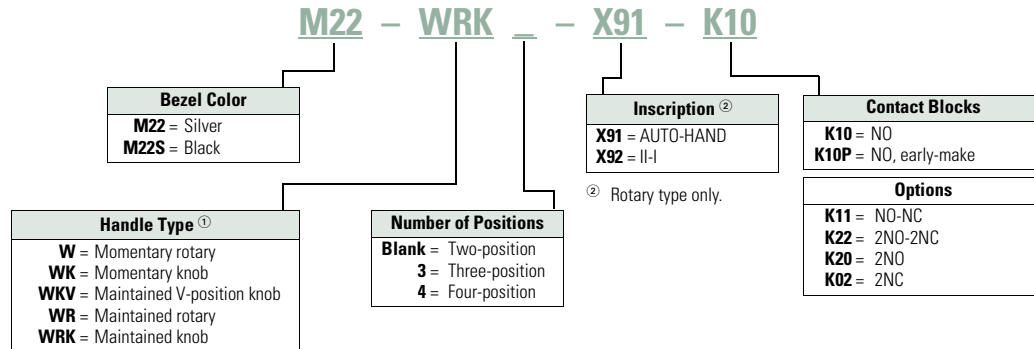 M22 – WRK _ – X91 – K10
Bezel Color
M22 = Silver
M22S = Black
Inscription ②
X91 = AUTO-HAND
X92 = II-I
② Rotary type only.
Contact Blocks
K10 = NO
K10P = NO, early-make
Options
K11 = NO-NC
K22 = 2NO-2NC
K20 = 2NO
K02 = 2NC
Handle Type ①
W = Momentary rotary
WK = Momentary knob
WKV = Maintained V-position knob
WR = Maintained rotary
WRK = Maintained knob
Number of Positions
Blank = Two-position
3 = Three-position
4 = Four-position